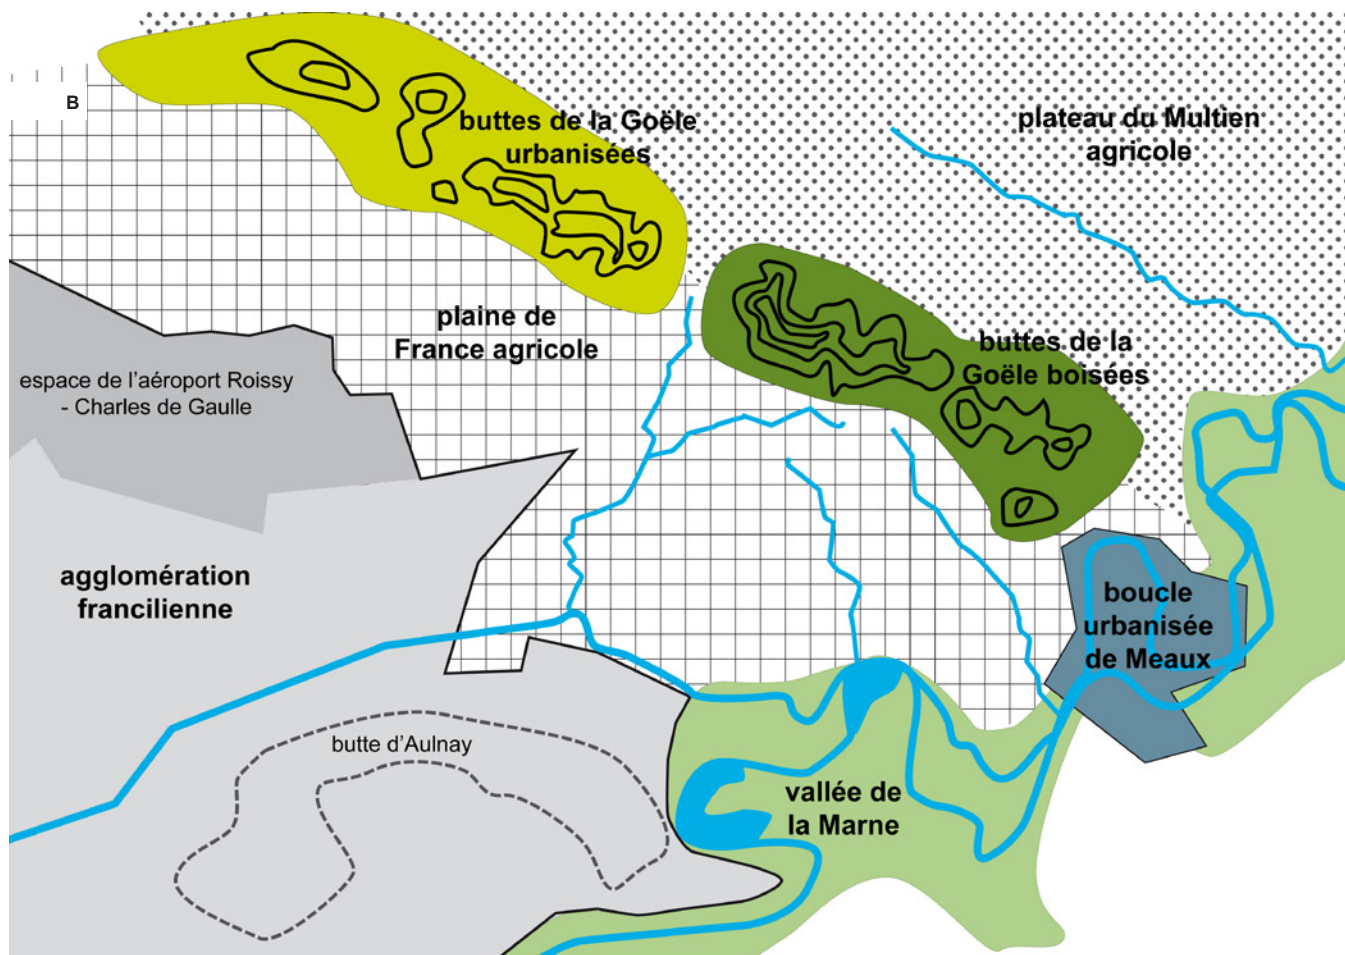 B
buttes de la Goële
urbanisées
plateau du Multien
agricole
plaine de
France agricole
buttes de la
Goële boisées
espace de l’aéroport Roissy
- Charles de Gaulle
agglomération
francilienne
boucle
urbanisée
de Meaux
butte d’Aulnay
vallée de
la Marne